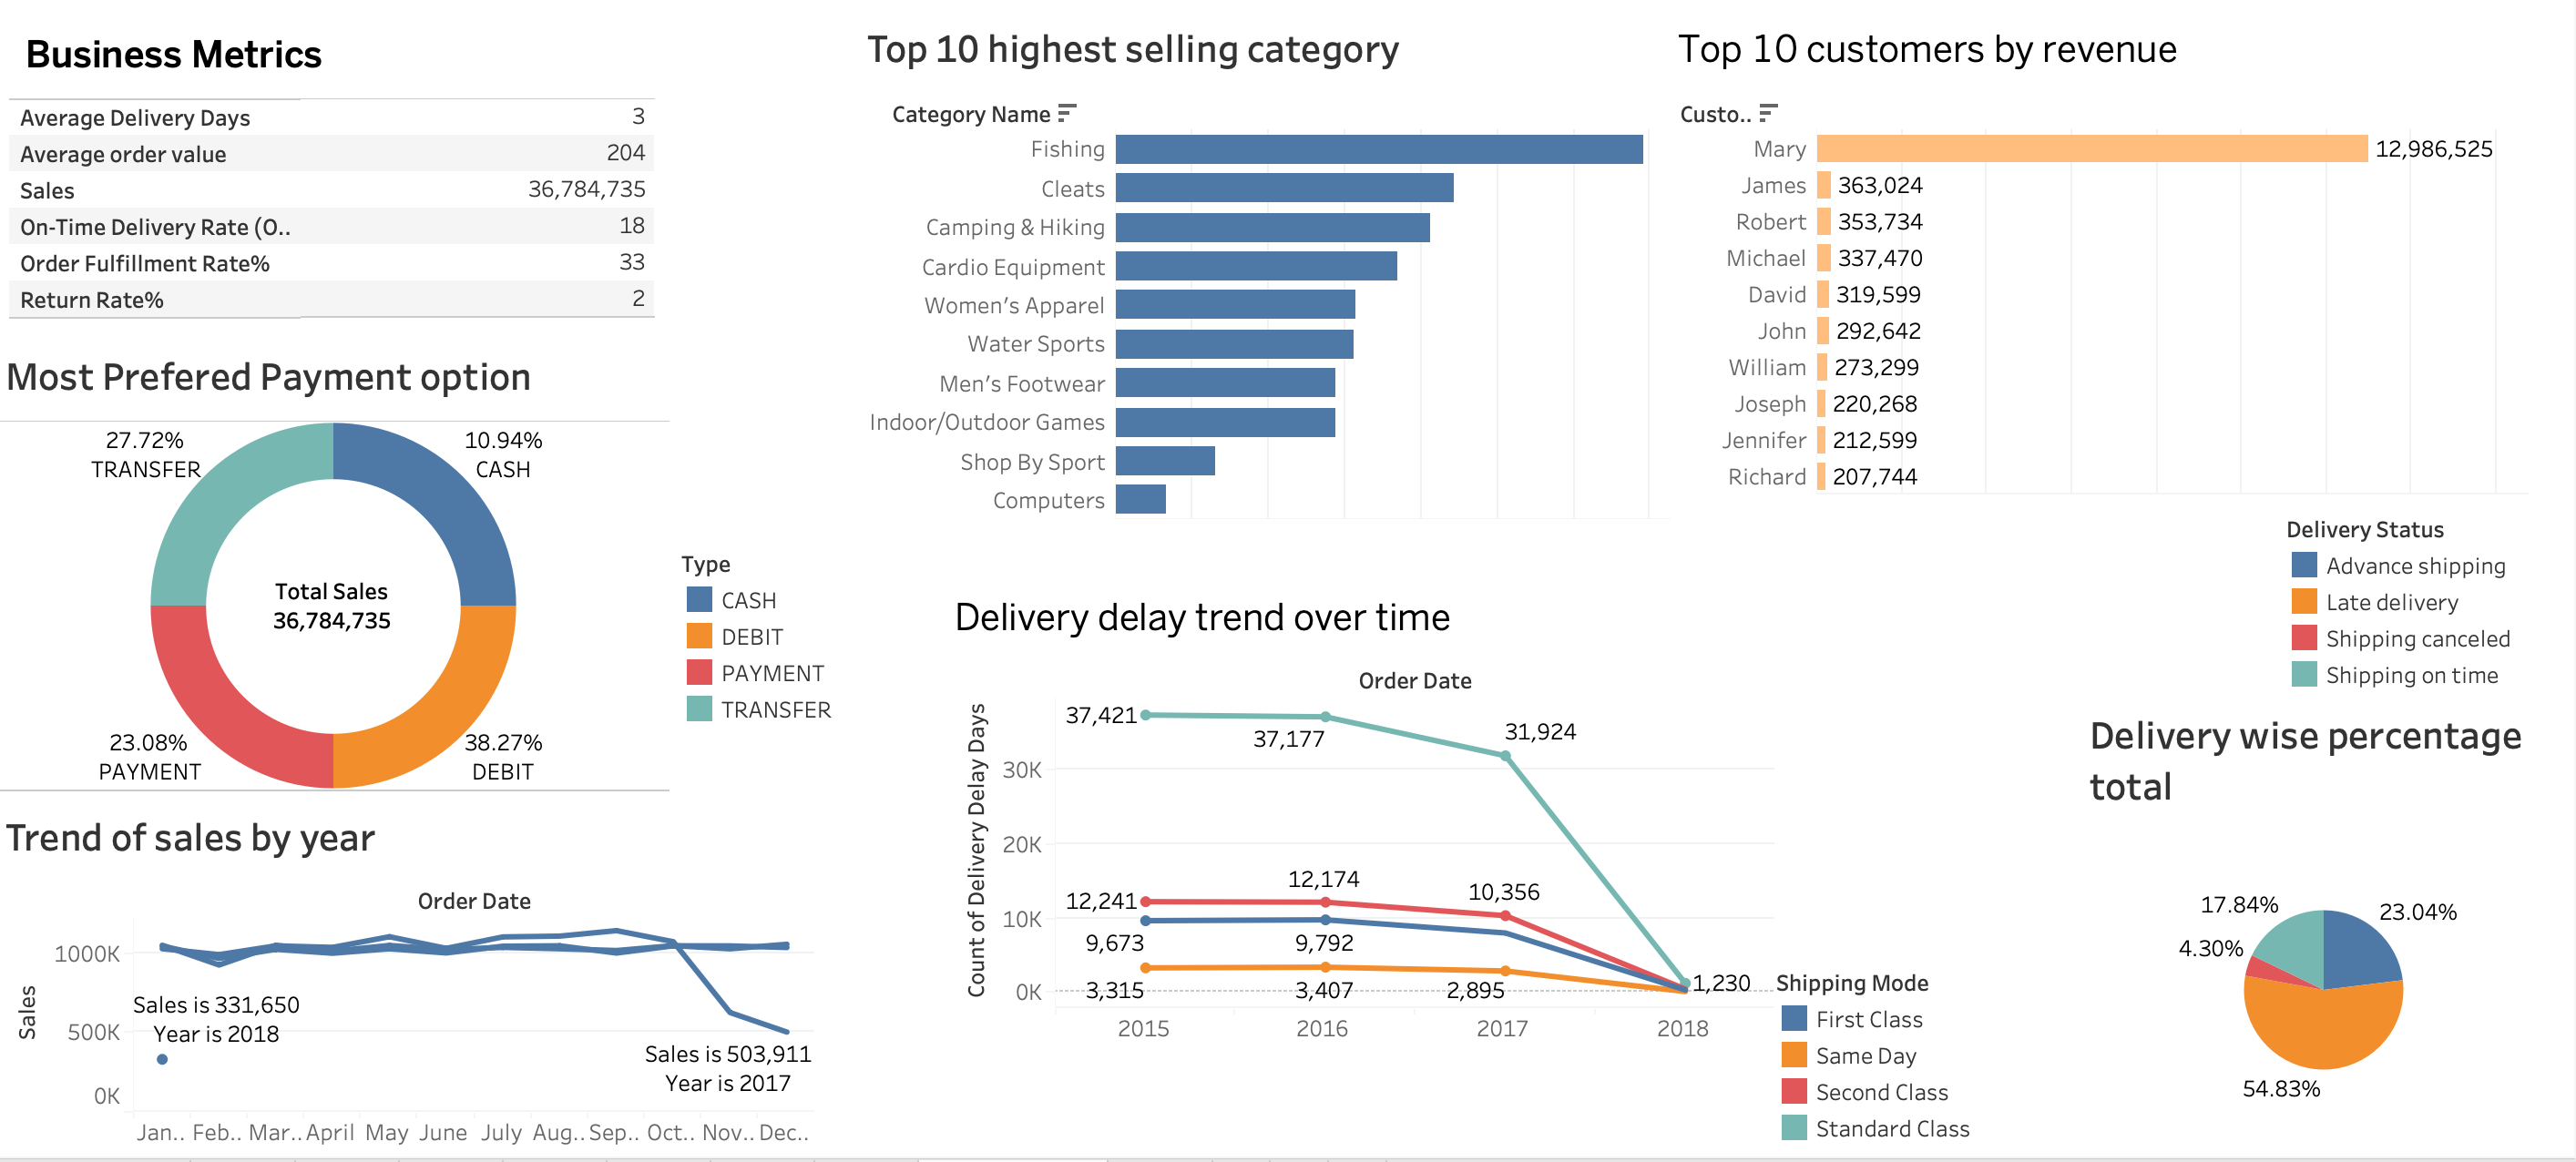 Business Metrics
Average Delivery Days 3
Average order value 204
Sales 36,784,735
On-Time Delivery Rate (O.. 18
Order Fulfillment Rate% 33
Return Rate% 2
Most Prefered Payment option
27.72%
TRANSFER
10.94%
CASH
Total Sales
36,784,735
23.08%
PAYMENT
38.27%
DEBIT
Type
CASH
DEBIT
PAYMENT
TRANSFER
Trend of sales by year
Order Date
Sales
1000K
500K
0K
Sales is 331,650
Year is 2018
Sales is 503,911
Year is 2017
Jan.. Feb.. Mar.. April May June July Aug.. Sep.. Oct.. Nov.. Dec..
Top 10 highest selling category
Category Name
Fishing
Cleats
Camping & Hiking
Cardio Equipment
Women's Apparel
Water Sports
Men's Footwear
Indoor/Outdoor Games
Shop By Sport
Computers
Top 10 customers by revenue
Custo..
Mary 12,986,525
James 363,024
Robert 353,734
Michael 337,470
David 319,599
John 292,642
William 273,299
Joseph 220,268
Jennifer 212,599
Richard 207,744
Delivery delay trend over time
Order Date
Count of Delivery Delay Days
30K
20K
10K
0K
37,421
37,177
31,924
12,241
12,174
10,356
9,673
9,792
3,315
3,407
2,895
1,230
2015 2016 2017 2018
Shipping Mode
First Class
Same Day
Second Class
Standard Class
Delivery Status
Advance shipping
Late delivery
Shipping canceled
Shipping on time
Delivery wise percentage
total
17.84%
23.04%
4.30%
54.83%